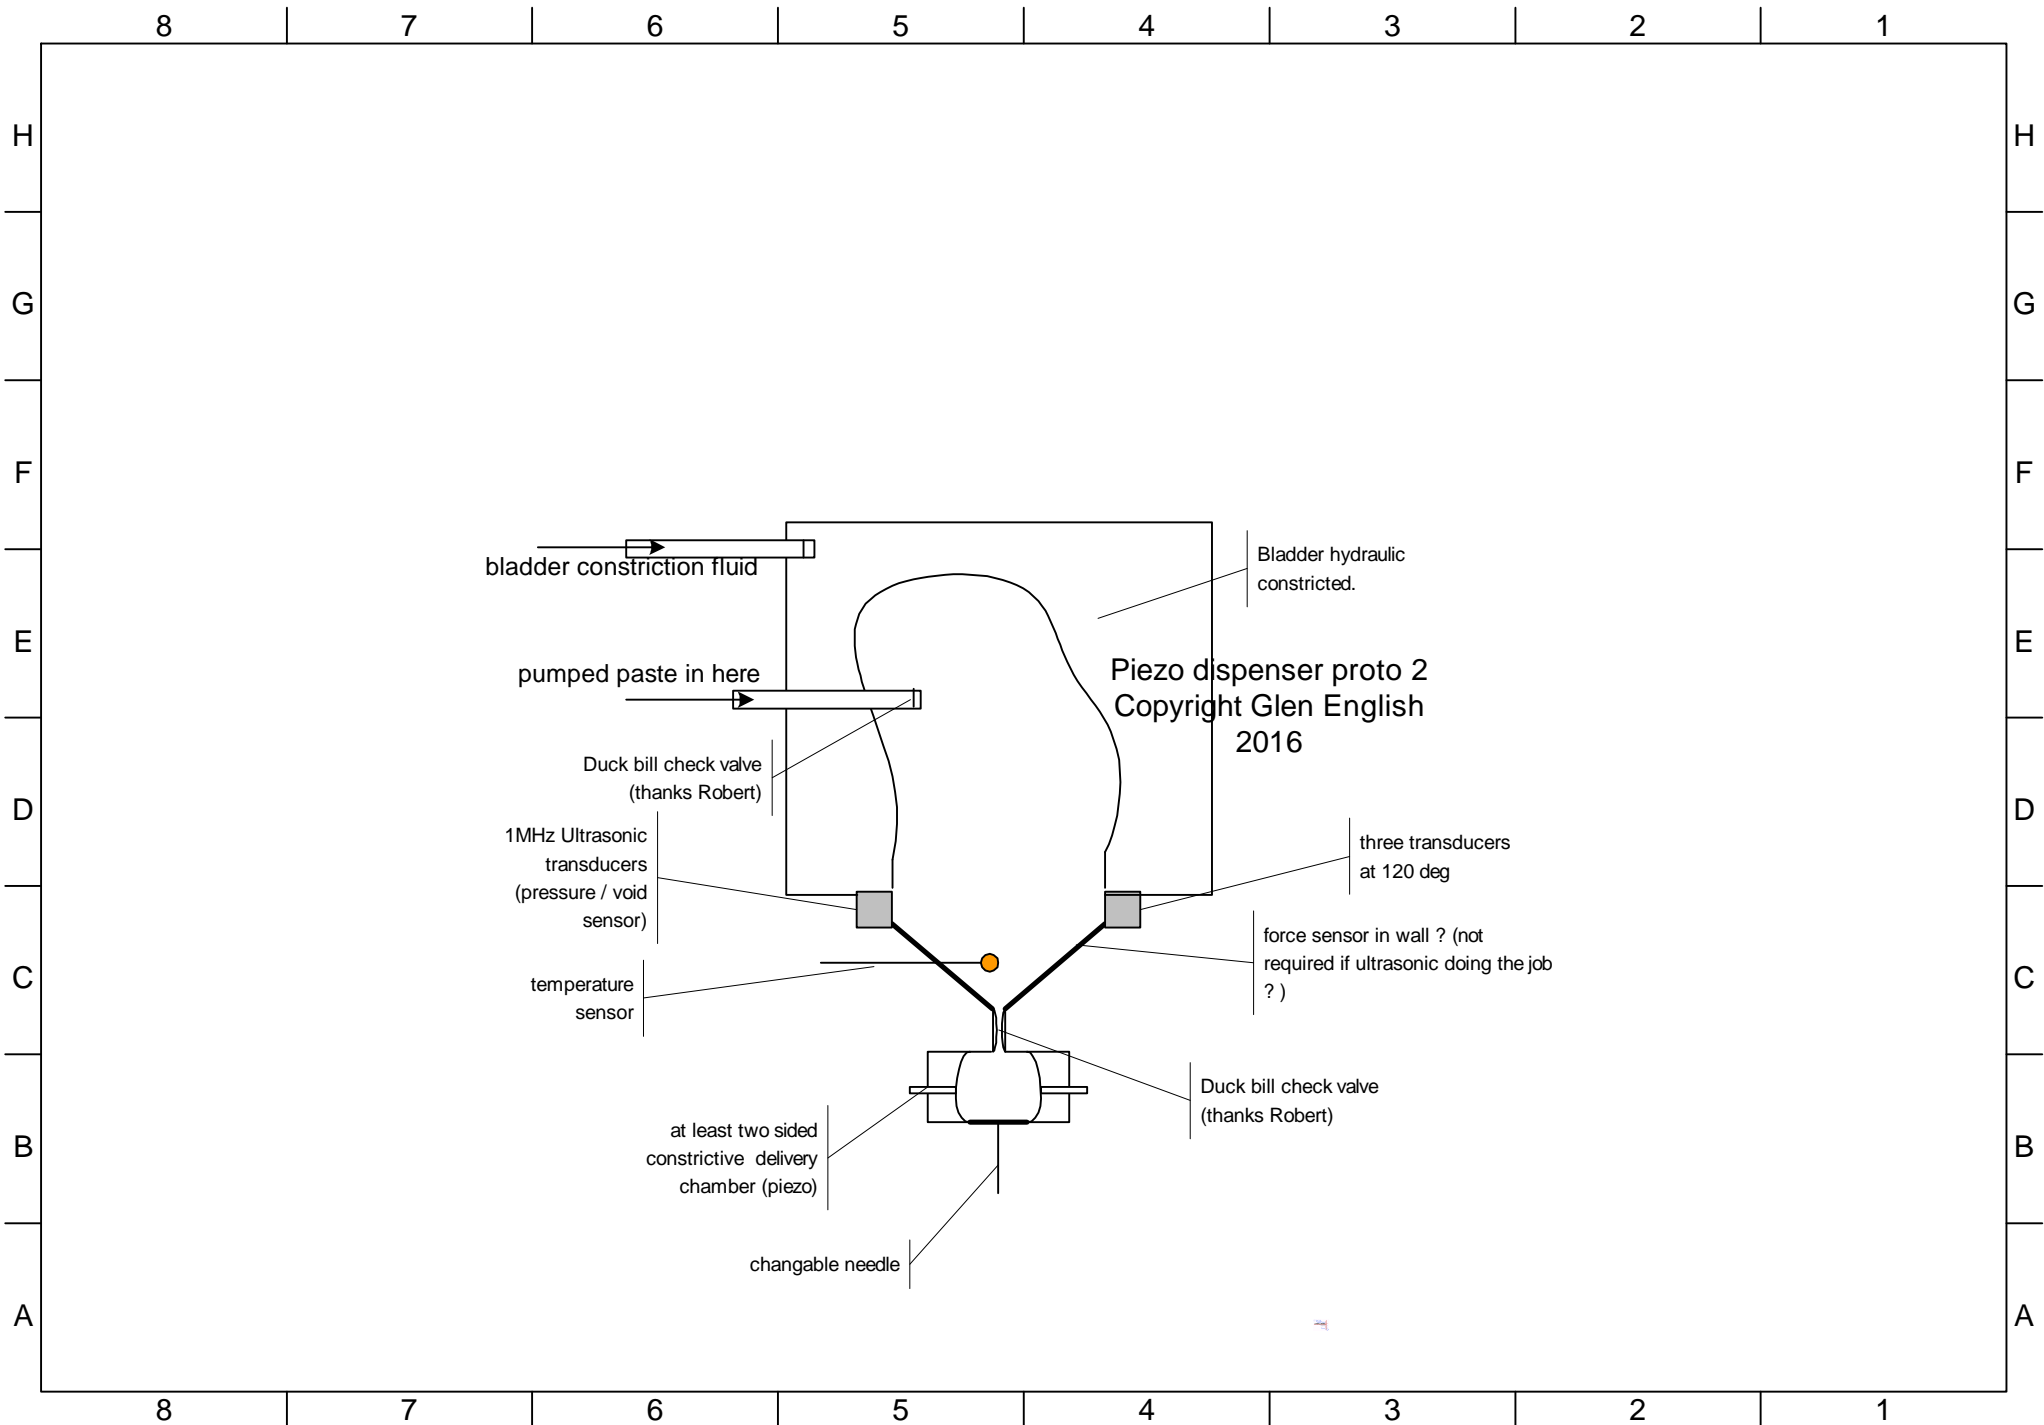 8 7 6 5 4 3 2 1
H H
G G
F F
bladder constriction fluid
Bladder hydraulic
constricted.
E E
pumped paste in here
Piezo dispenser proto 2
Copyright Glen English
2016
Duck bill check valve
(thanks Robert)
D D
1MHz Ultrasonic
transducers
(pressure / void
sensor)
three transducers
at 120 deg
force sensor in wall ? (not
required if ultrasonic doing the job
? )
C C
temperature
sensor
Duck bill check valve
(thanks Robert)
at least two sided
constrictive delivery
chamber (piezo)
B B
changable needle
A A
8 7 6 5 4 3 2 1